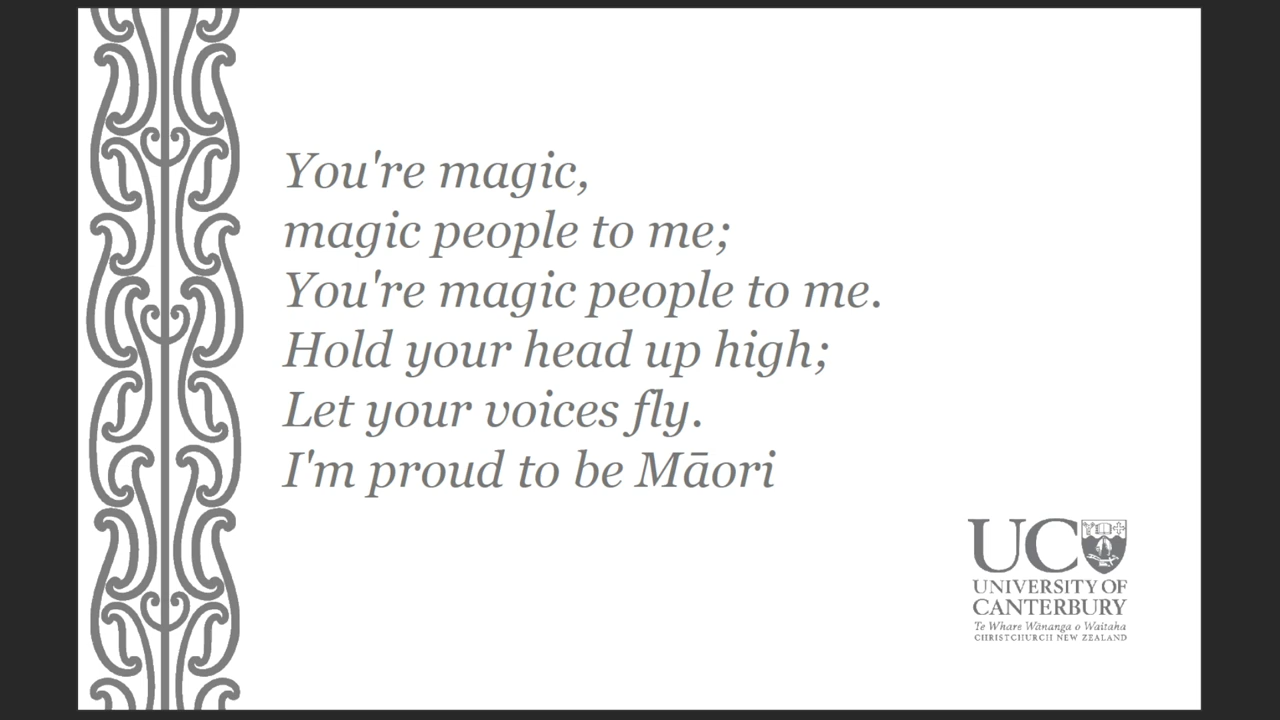 You're magic,
magic people to me;
You're magic people to me.
Hold your head up high;
Let your voices fly.
I'm proud to be Māori
UC
UNIVERSITY OF
CANTERBURY
Te Whare Wānanga o Waitaha
CHRISTCHURCH NEW ZEALAND